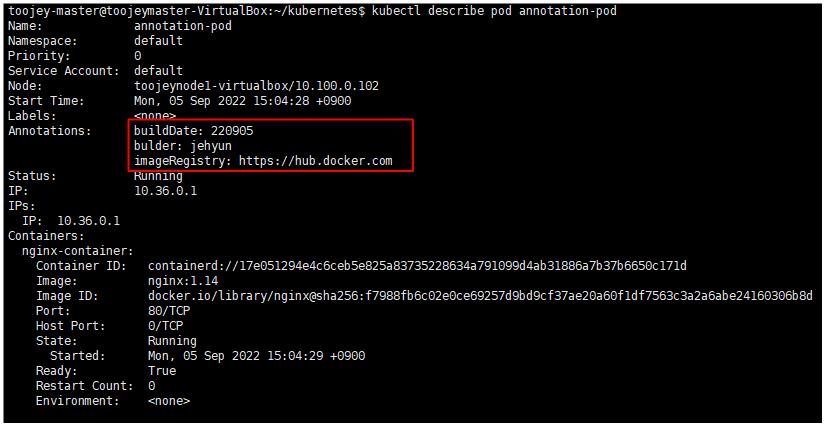 toojey-master@toojeymaster-VirtualBox:~/kubernetes$ kubectl describe pod annotation-pod
Name: annotation-pod
Namespace: default
Priority: 0
Service Account: default
Node: toojeynode1-virtualbox/10.100.0.102
Start Time: Mon, 05 Sep 2022 15:04:28 +0900
Labels: <none>
Annotations: buildDate: 220905
bulder: jehyun
imageRegistry: https://hub.docker.com
Status: Running
IP: 10.36.0.1
IPs:
IP: 10.36.0.1
Containers:
nginx-container:
Container ID: containerd://17e051294e4c6ceb5e825a83735228634a791099d4ab31886a7b37b6650c171d
Image: nginx:1.14
Image ID: docker.io/library/nginx@sha256:f7988fb6c02e0ce69257d9bd9cf37ae20a60f1df7563c3a2a6abe24160306b8d
Port: 80/TCP
Host Port: 0/TCP
State: Running
Started: Mon, 05 Sep 2022 15:04:29 +0900
Ready: True
Restart Count: 0
Environment: <none>